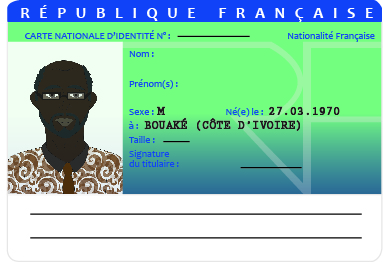 RÉPUBLIQUE FRANÇAISE
CARTE NATIONALE D'IDENTITÉ N° : Nationalité Française
Nom :
Prénom(s) :
Sexe : M Né(e) le : 27.03.1970
à : BOUAKÉ (CÔTE D'IVOIRE)
Taille :
Signature
du titulaire :